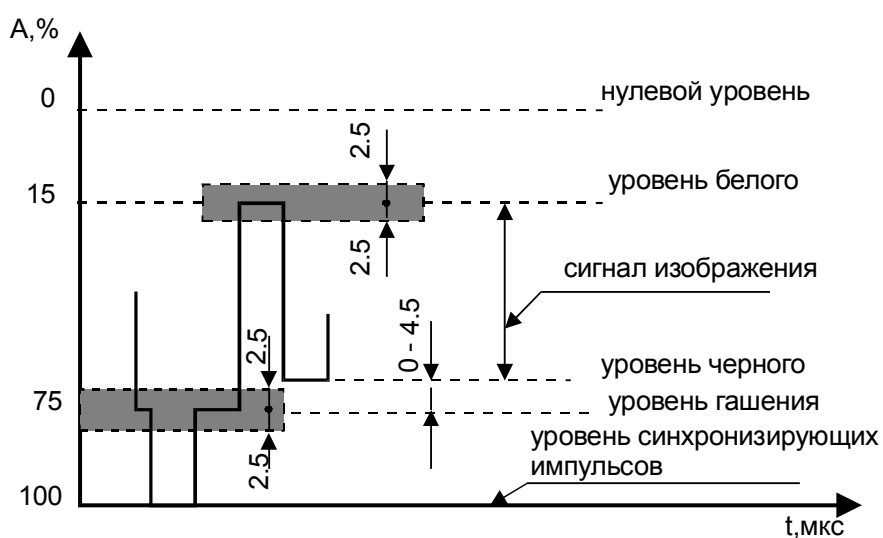 А,%
0
нулевой уровень
2.5
15
уровень белого
2.5
сигнал изображения
0 - 4.5
2.5
уровень черного
75
уровень гашения
2.5
уровень синхронизирующих
импульсов
100
t,мкс